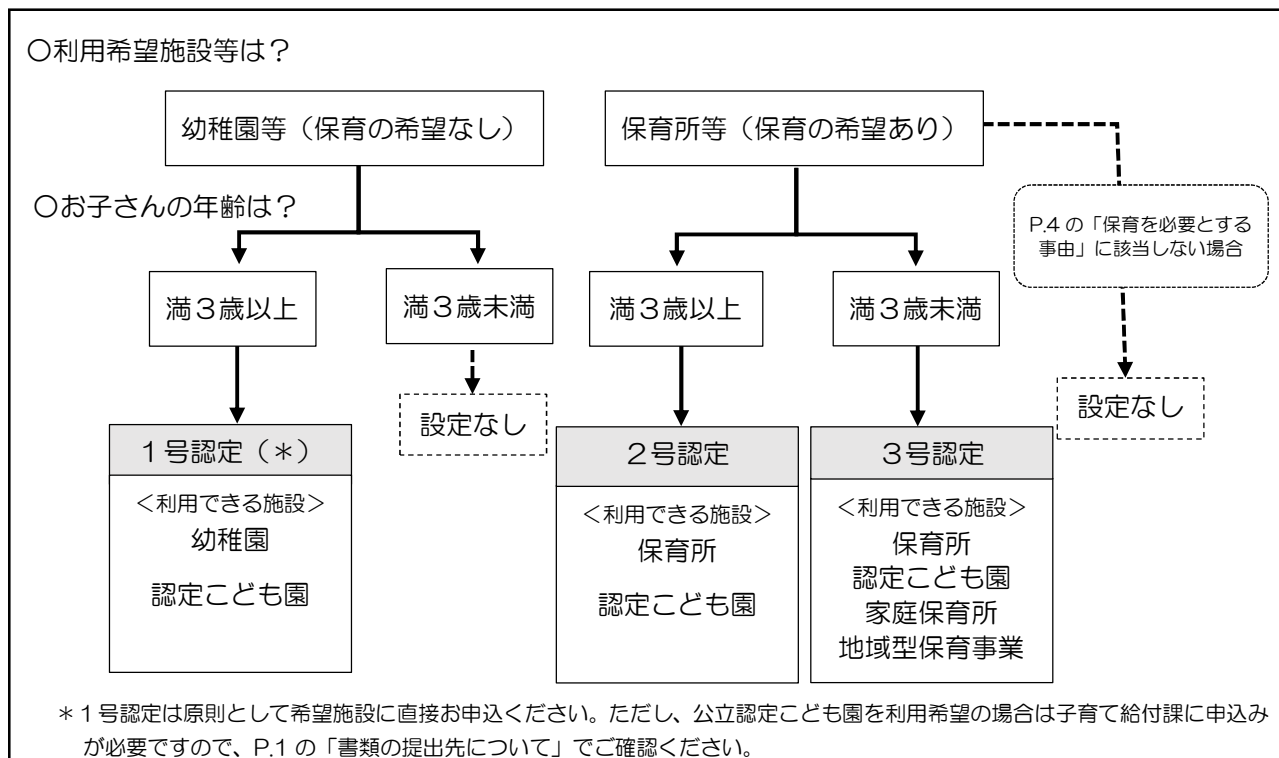 ○利用希望施設等は？
幼稚園等（保育の希望なし）
保育所等（保育の希望あり）
P.4 の「保育を必要とする
事由」に該当しない場合
○お子さんの年齢は？
満３歳以上
満３歳未満
満３歳以上
満３歳未満
設定なし
設定なし
１号認定（＊）
＜利用できる施設＞
幼稚園
認定こども園
２号認定
＜利用できる施設＞
保育所
認定こども園
３号認定
＜利用できる施設＞
保育所
認定こども園
家庭保育所
地域型保育事業
＊１号認定は原則として希望施設に直接お申込ください。ただし、公立認定こども園を利用希望の場合は子育て給付課に申込み
が必要ですので、P.1 の「書類の提出先について」でご確認ください。